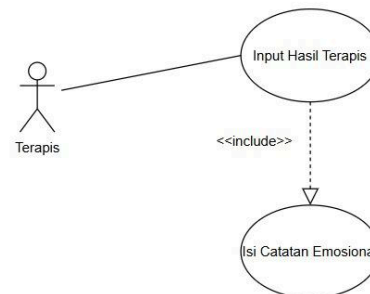 Input Hasil Terapis
<<include>>
Terapis
Isi Catatan Emosiona